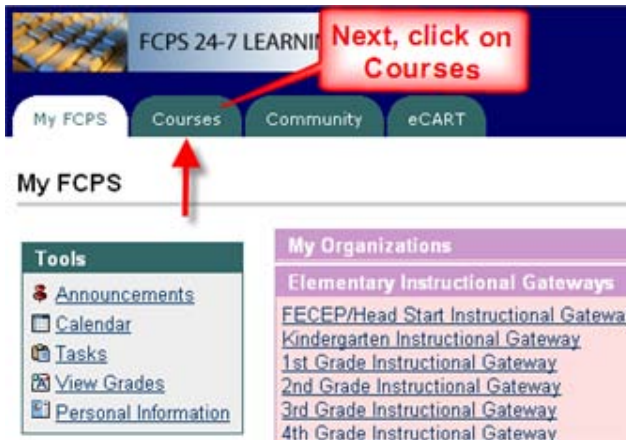 FCPS 24-7 LEARNI
Next, click on
Courses
My FCPS
Courses
Community
eCART
My FCPS
Tools
Announcements
Calendar
Tasks
View Grades
Personal Information
My Organizations
Elementary Instructional Gateways
FECEP/Head Start Instructional Gatewa
Kindergarten Instructional Gateway
1st Grade Instructional Gateway
2nd Grade Instructional Gateway
3rd Grade Instructional Gateway
4th Grade Instructional Gateway